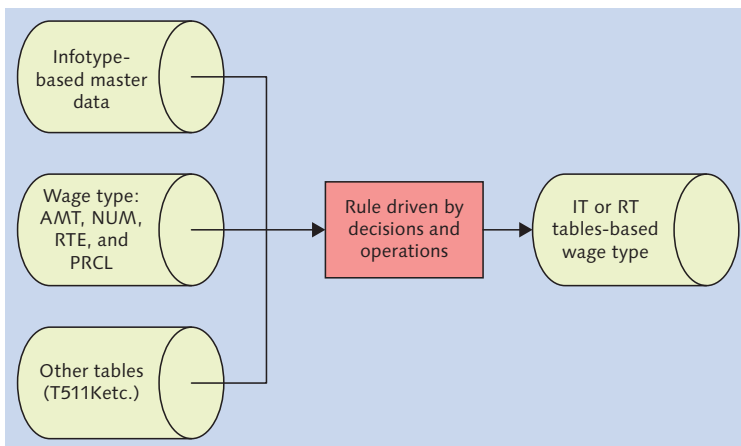 Infotype-
based master
data
Wage type:
AMT, NUM,
RTE, and
PRCL
Other tables
(T511Ketc.)
Rule driven by
decisions and
operations
IT or RT
tables-based
wage type